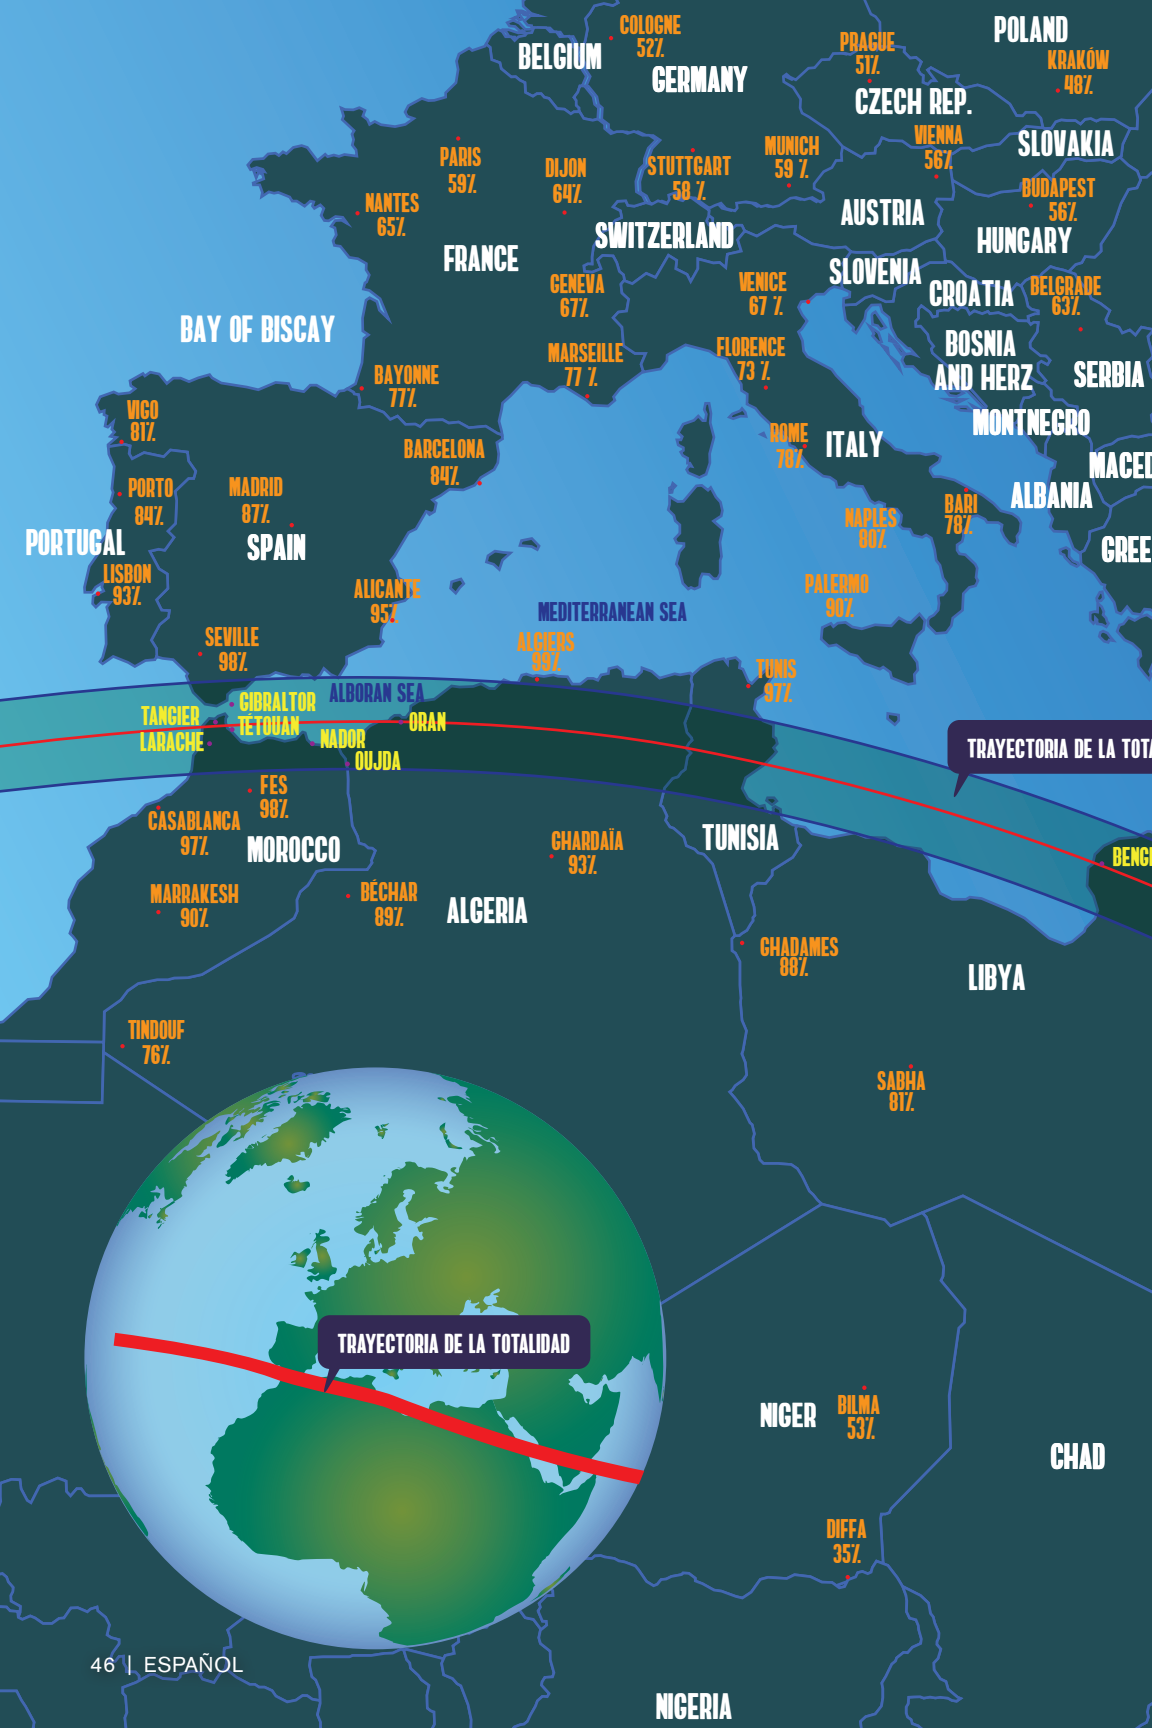 COLOGNE
52%
BELGIUM
GERMANY
PRAGUE
51%
POLAND
KRAKÓW
48%
CZECH REP.
PARIS
59%
DIJON
64%
STUTTGART
58 %
MUNICH
59 %
VIENNA
56%
SLOVAKIA
BUDAPEST
56%
NANTES
65%
AUSTRIA
SWITZERLAND
HUNGARY
FRANCE
GENEVA
67%
VENICE
67 %
SLOVENIA
CROATIA
BELGRADE
63%
BAY OF BISCAY
MARSEILLE
77 %
FLORENCE
73 %
BOSNIA
AND HERZ
SERBIA
BAYONNE
77%
VIGO
81%
BARCELONA
84%
ROME
78%
ITALY
MONTNEGRO
MACED
ALBANIA
PORTO
84%
MADRID
87%
NAPLES
80%
BARI
78%
PORTUGAL
SPAIN
GREE
LISBON
93%
ALICANTE
95%
PALERMO
90%
MEDITERRANEAN SEA
SEVILLE
98%
ALGIERS
99%
TUNIS
97%
ALBORAN SEA
GIBRALTOR
TANGIER
TÉTOUAN
LARACHE
NADOR
ORAN
OUJDA
TRAYECTORIA DE LA TOTA
FES
98%
CASABLANCA
97%
MOROCCO
GHARDAÏA
93%
TUNISIA
BENG
MARRAKESH
90%
BÉCHAR
89%
ALGERIA
GHADAMES
88%
LIBYA
TINDOUF
76%
SABHA
81%
TRAYECTORIA DE LA TOTALIDAD
NIGER
BILMA
53%
CHAD
DIFFA
35%
46 | ESPAÑOL
NIGERIA